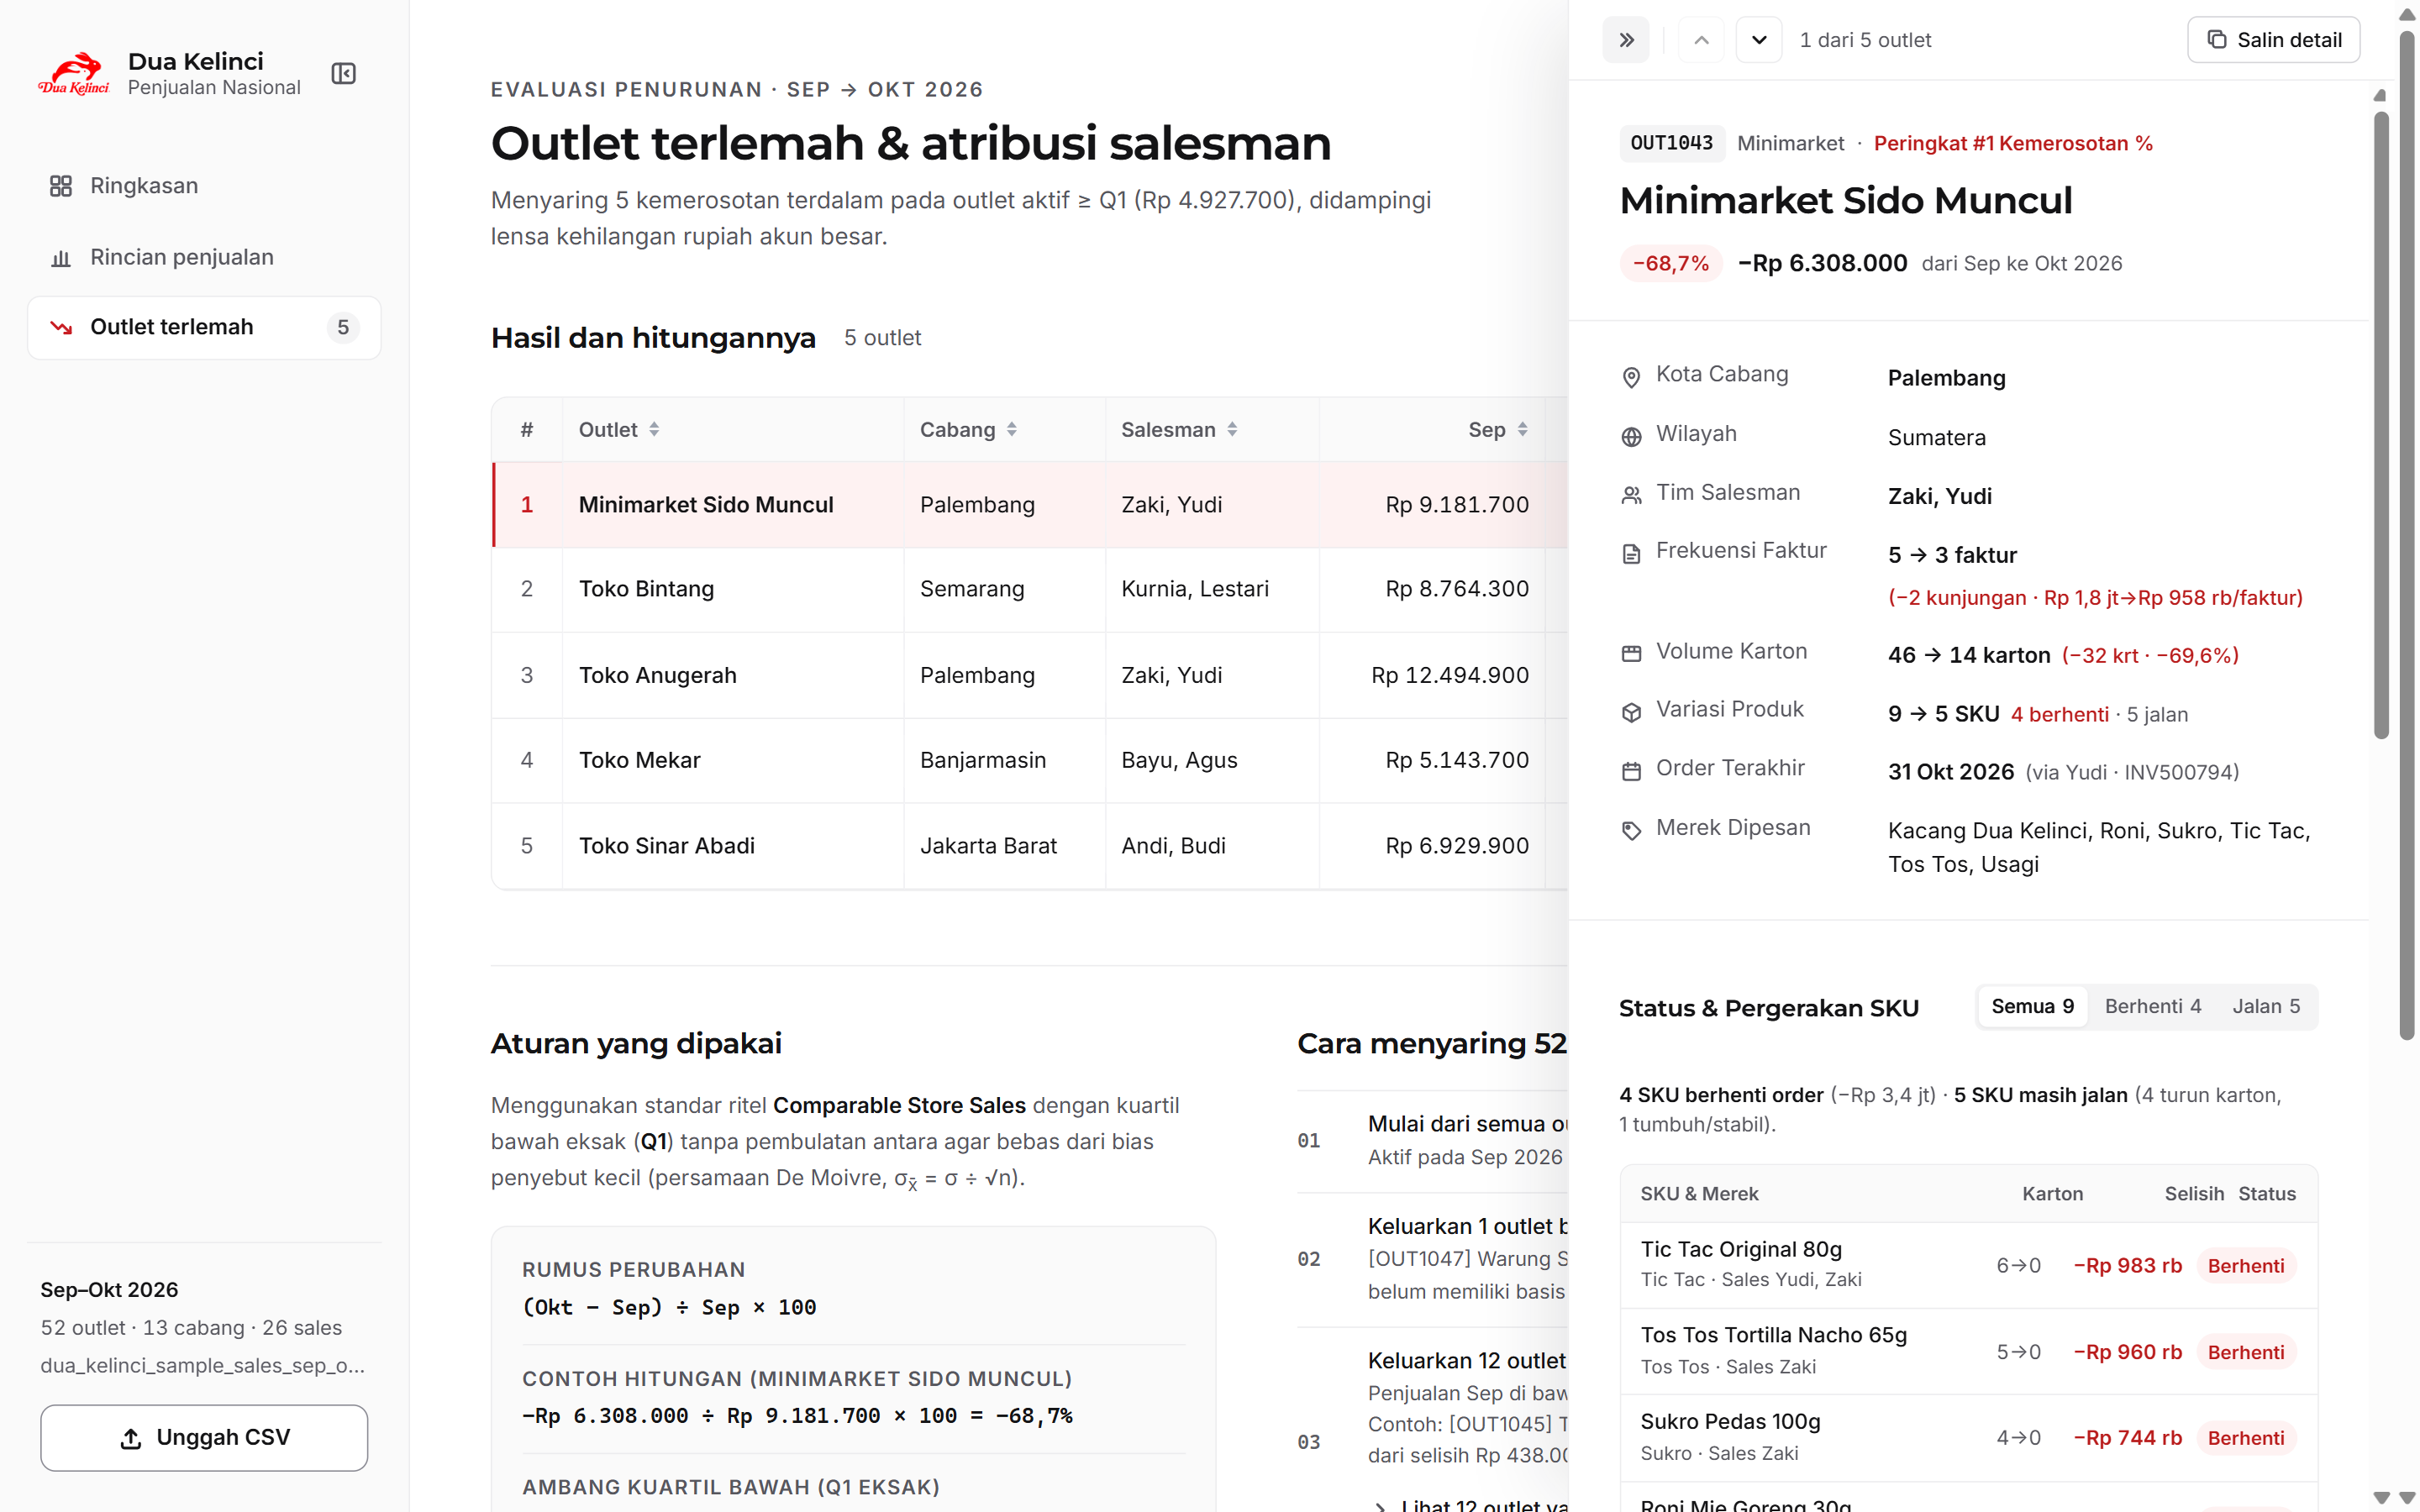 Dua Kelinci
Dua Kelinci
Penjualan Nasional
Ringkasan
Rincian penjualan
Outlet terlemah 5
Sep–Okt 2026
52 outlet · 13 cabang · 26 sales
dua_kelinci_sample_sales_sep_o...
Unggah CSV
EVALUASI PENURUNAN · SEP → OKT 2026
Outlet terlemah & atribusi salesman
Menyaring 5 kemerosotan terdalam pada outlet aktif ≥ Q1 (Rp 4.927.700), didampingi
lensa kehilangan rupiah akun besar.
Hasil dan hitungannya 5 outlet
# Outlet Cabang Salesman Sep
1 Minimarket Sido Muncul Palembang Zaki, Yudi Rp 9.181.700
2 Toko Bintang Semarang Kurnia, Lestari Rp 8.764.300
3 Toko Anugerah Palembang Zaki, Yudi Rp 12.494.900
4 Toko Mekar Banjarmasin Bayu, Agus Rp 5.143.700
5 Toko Sinar Abadi Jakarta Barat Andi, Budi Rp 6.929.900
Aturan yang dipakai
Menggunakan standar ritel Comparable Store Sales dengan kuartil
bawah eksak (Q1) tanpa pembulatan antara agar bebas dari bias
penyebut kecil (persamaan De Moivre, σx̄ = σ ÷ √n).
RUMUS PERUBAHAN
(Okt − Sep) ÷ Sep × 100
CONTOH HITUNGAN (MINIMARKET SIDO MUNCUL)
−Rp 6.308.000 ÷ Rp 9.181.700 × 100 = −68,7%
AMBANG KUARTIL BAWAH (Q1 EKSAK)
Cara menyaring 52
01 Mulai dari semua
Aktif pada Sep 2026
02 Keluarkan 1 outlet
[OUT1047] Warung
belum memiliki basis
03 Keluarkan 12 outlet
Penjualan Sep di
Contoh: [OUT1045]
dari selisih Rp
Lihat 12 outlet
1 dari 5 outlet
Salin detail
OUT1043 Minimarket · Peringkat #1 Kemerosotan %
Minimarket Sido Muncul
−68,7% −Rp 6.308.000 dari Sep ke Okt 2026
Kota Cabang Palembang
Wilayah Sumatera
Tim Salesman Zaki, Yudi
Frekuensi Faktur 5 → 3 faktur
(−2 kunjungan · Rp 1,8 jt→Rp 958 rb/faktur)
Volume Karton 46 → 14 karton (−32 krt · −69,6%)
Variasi Produk 9 → 5 SKU 4 berhenti · 5 jalan
Order Terakhir 31 Okt 2026 (via Yudi · INV500794)
Merek Dipesan Kacang Dua Kelinci, Roni, Sukro, Tic Tac,
Tos Tos, Usagi
Status & Pergerakan SKU Semua 9 Berhenti 4 Jalan 5
4 SKU berhenti order (−Rp 3,4 jt) · 5 SKU masih jalan (4 turun karton,
1 tumbuh/stabil).
SKU & Merek Karton Selisih Status
Tic Tac Original 80g 6→0 −Rp 983 rb Berhenti
Tic Tac · Sales Yudi, Zaki
Tos Tos Tortilla Nacho 65g 5→0 −Rp 960 rb Berhenti
Tos Tos · Sales Zaki
Sukro Pedas 100g 4→0 −Rp 744 rb Berhenti
Sukro · Sales Zaki
Roni Mie Goreng 30g